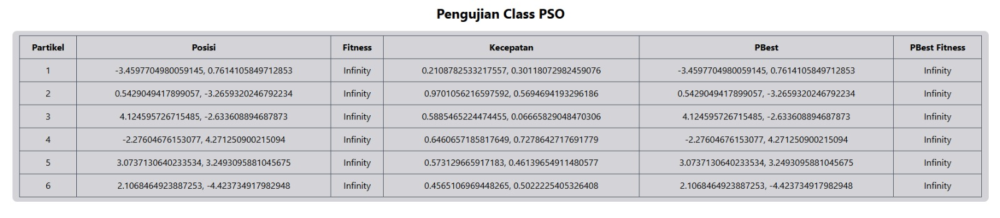 Pengujian Class PSO
Partikel Posisi Fitness Kecepatan PBest PBest Fitness
1 -3.4597704980059145, 0.7614105849712853 Infinity 0.2108782533217557, 0.30118072982459076 -3.4597704980059145, 0.7614105849712853 Infinity
2 0.5429049417899057, -3.2659320246792234 Infinity 0.9701056216597592, 0.5694694193296186 0.5429049417899057, -3.2659320246792234 Infinity
3 4.124595726715485, -2.633608894687873 Infinity 0.5885465224474455, 0.06665829048470306 4.124595726715485, -2.633608894687873 Infinity
4 -2.27604676153077, 4.271250900215094 Infinity 0.6460657185817649, 0.7278642717691779 -2.27604676153077, 4.271250900215094 Infinity
5 3.0737130640233534, 3.2493095881045675 Infinity 0.573129665917183, 0.46139654911480577 3.0737130640233534, 3.2493095881045675 Infinity
6 2.1068464923887253, -4.423734917982948 Infinity 0.4565106969448265, 0.5022225405326408 2.1068464923887253, -4.423734917982948 Infinity